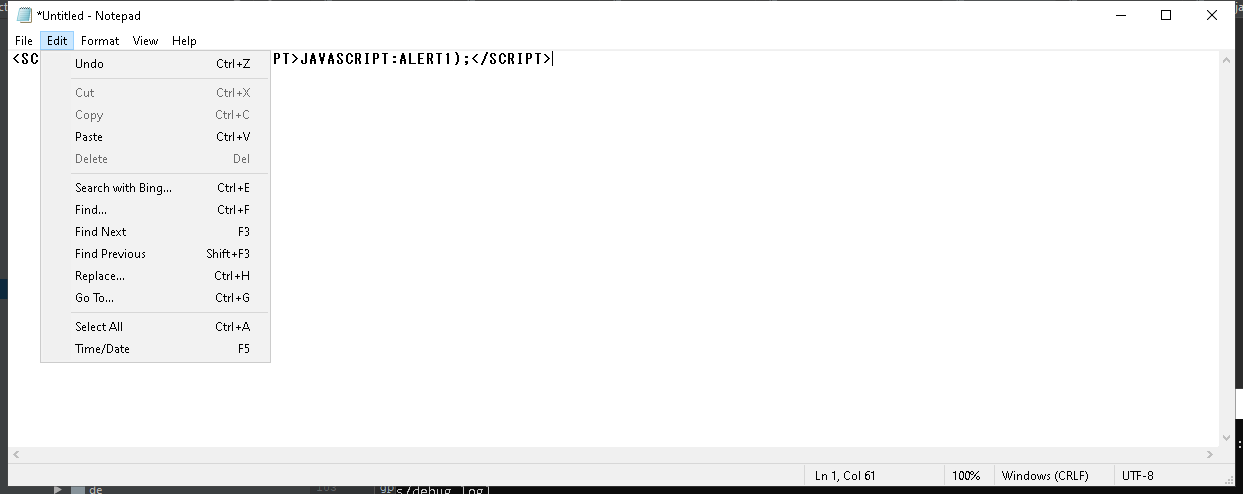 *Untitled - Notepad
File Edit Format View Help
<SC PT>JAVASCRIPT:ALERT1);</SCRIPT>
Undo Ctrl+Z
Cut Ctrl+X
Copy Ctrl+C
Paste Ctrl+V
Delete Del
Search with Bing... Ctrl+E
Find... Ctrl+F
Find Next F3
Find Previous Shift+F3
Replace... Ctrl+H
Go To... Ctrl+G
Select All Ctrl+A
Time/Date F5
Ln 1, Col 61 100% Windows (CRLF) UTF-8
de